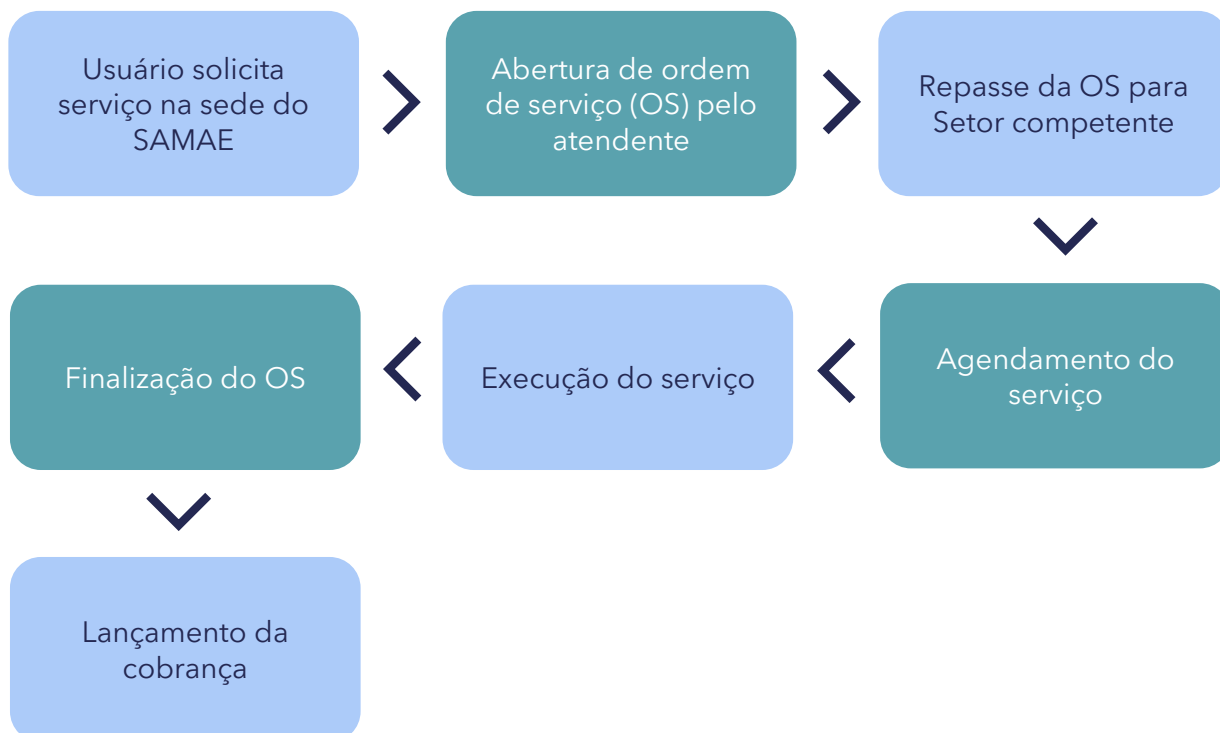 Usuário solicita
serviço na sede do
SAMAE
Abertura de ordem
de serviço (OS) pelo
atendente
Repasse da OS para
Setor competente
Agendamento do
serviço
Execução do serviço
Finalização do OS
Lançamento da
cobrança